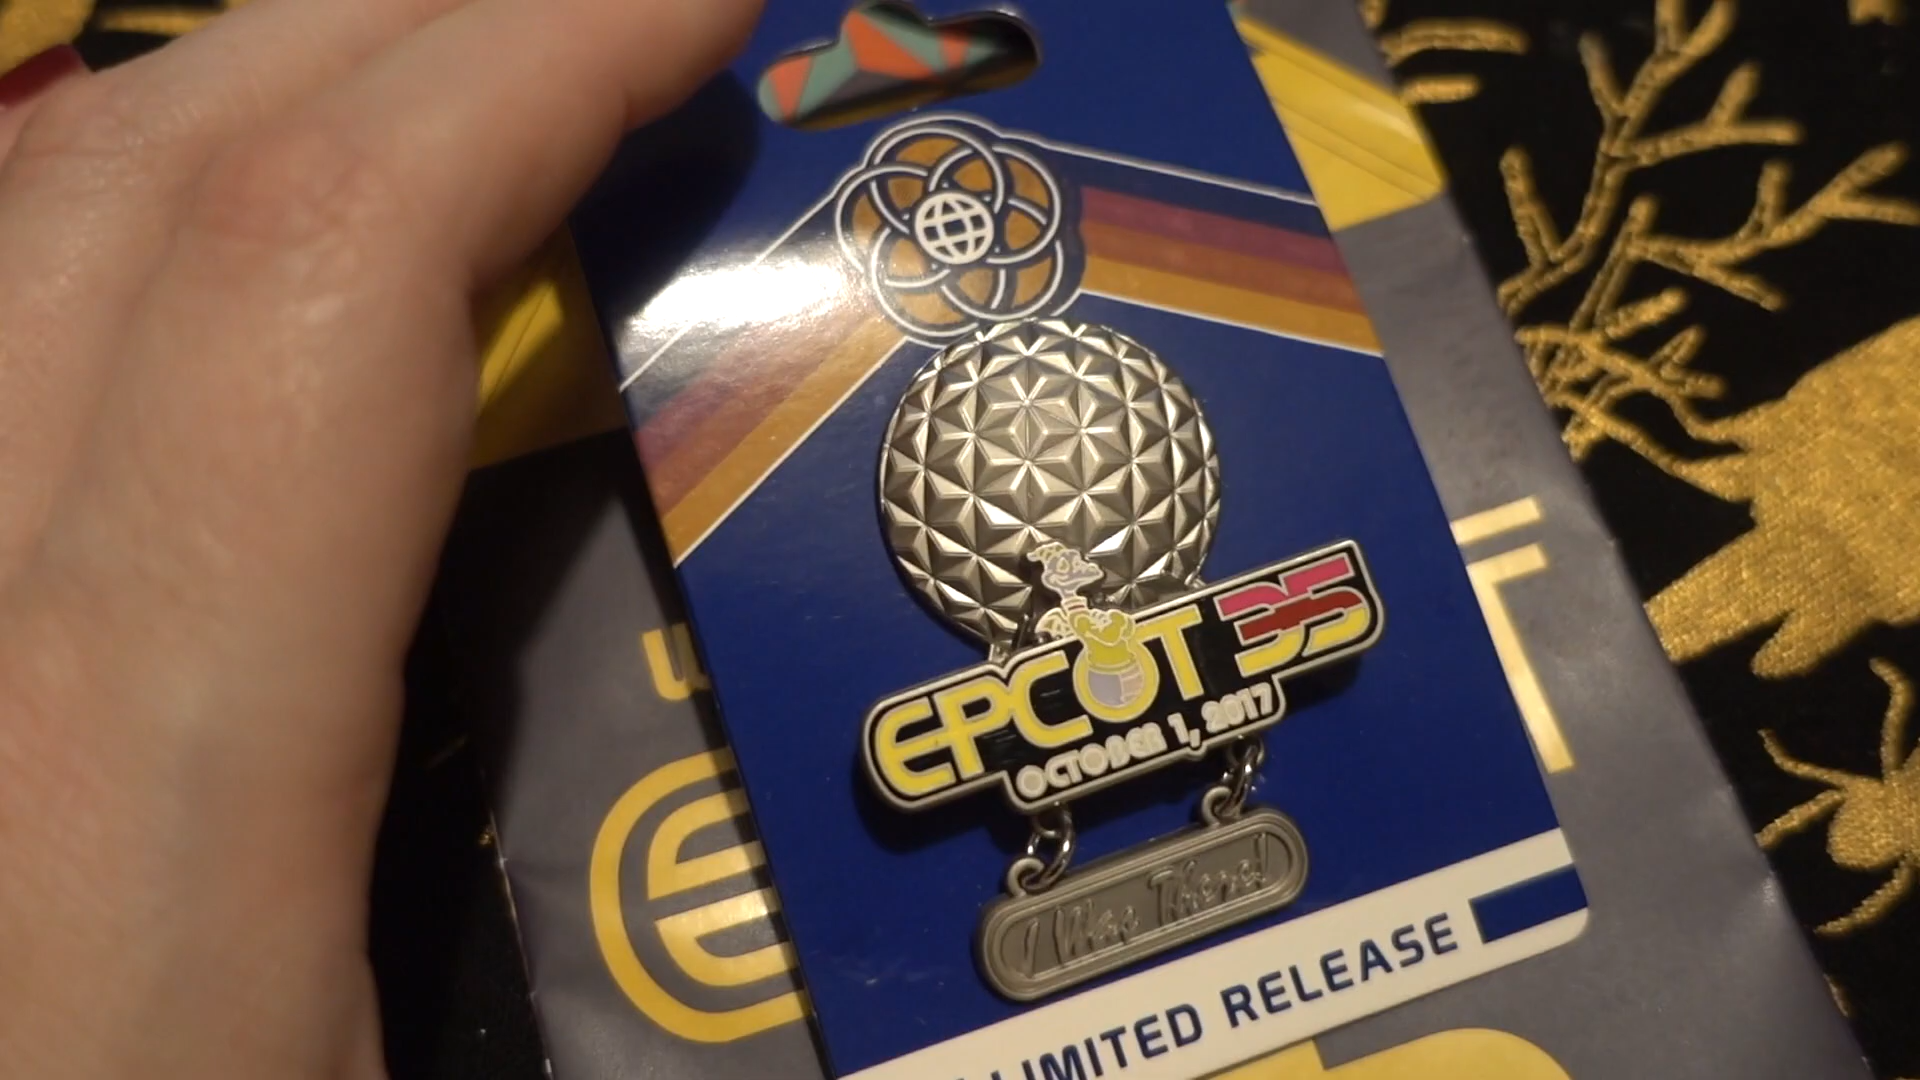 EPCOT 35
OCTOBER 1, 2017
I Was There!
LIMITED RELEASE